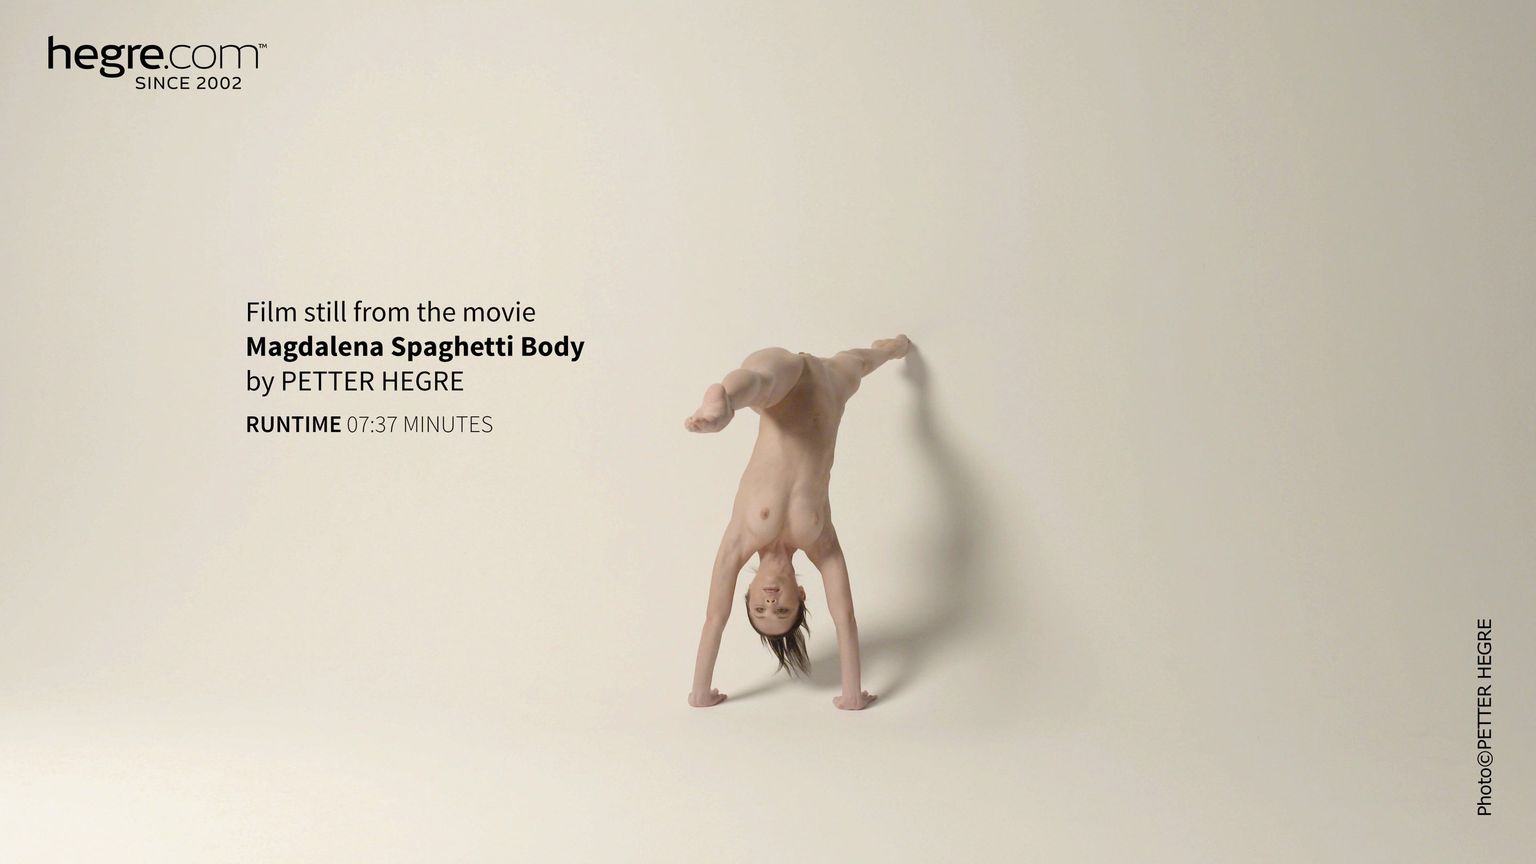 hegre.com™
SINCE 2002
Film still from the movie
Magdalena Spaghetti Body
by PETTER HEGRE
RUNTIME 07:37 MINUTES
Photo©PETTER HEGRE